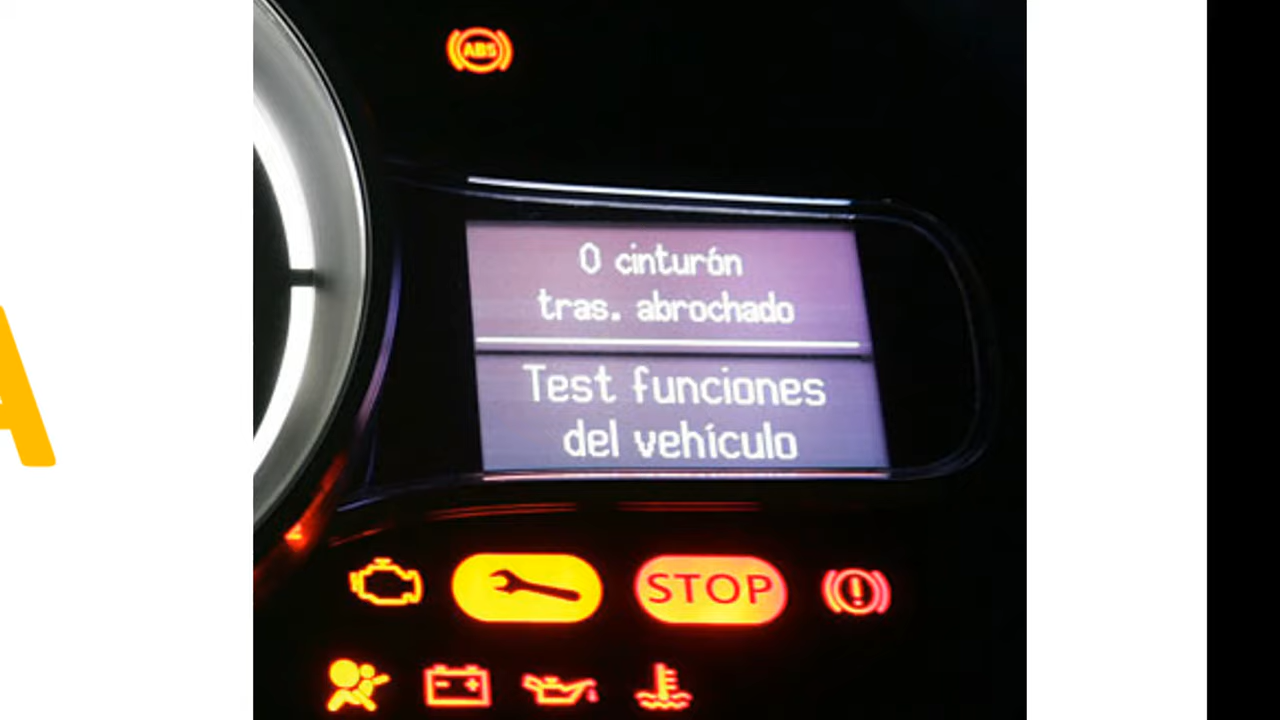 ABS
0 cinturón
tras. abrochado
Test funciones
del vehículo
STOP
A